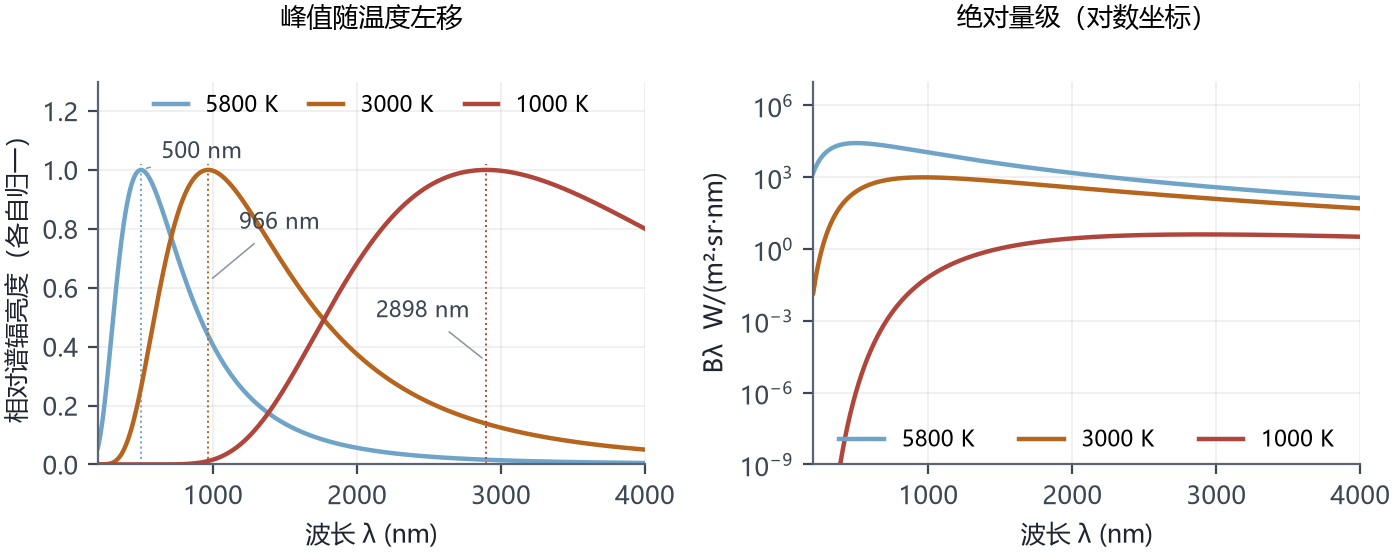 峰值随温度左移
5800 K 3000 K 1000 K
500 nm
966 nm
2898 nm
相对谱辐亮度（各自归一）
1.2
1.0
0.8
0.6
0.4
0.2
0.0
1000 2000 3000 4000
波长 λ (nm)
绝对量级（对数坐标）
Bλ W/(m²·sr·nm)
10⁶
10³
10⁰
10⁻³
10⁻⁶
10⁻⁹
5800 K 3000 K 1000 K
1000 2000 3000 4000
波长 λ (nm)